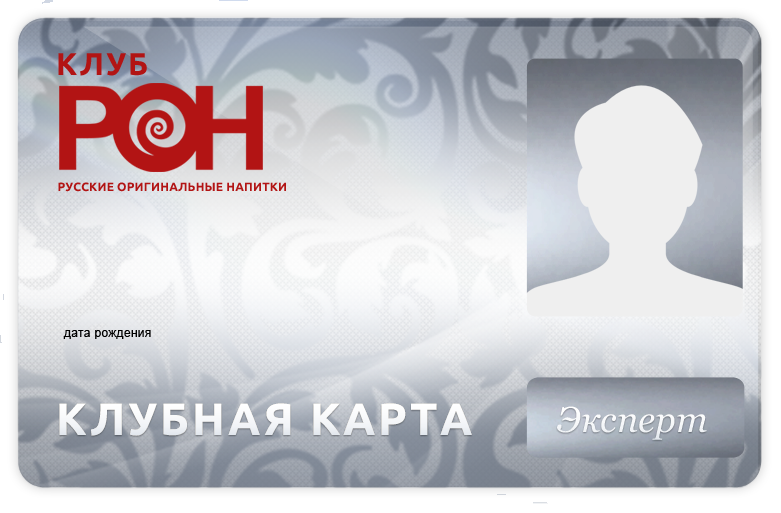 КЛУБ
РОН
РУССКИЕ ОРИГИНАЛЬНЫЕ НАПИТКИ
дата рождения
КЛУБНАЯ КАРТА
Эксперт